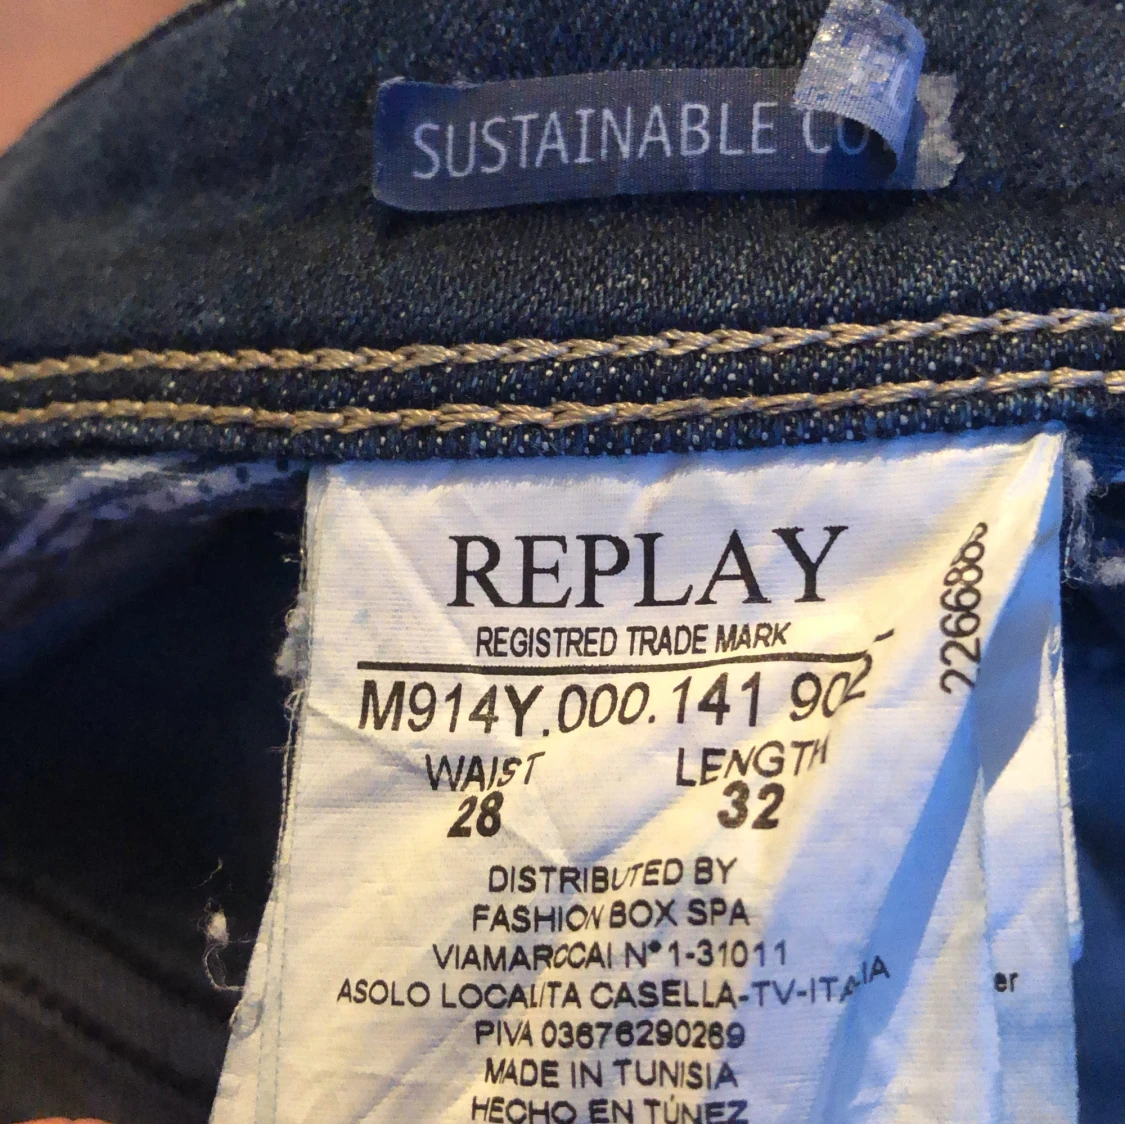 SUSTAINABLE CO
REPLAY
REGISTRED TRADE MARK
M914Y.000.141 902
WAIST LENGTH
28 32
DISTRIBUTED BY
FASHION BOX SPA
VIAMARCCAI N° 1-31011
ASOLO LOCALITA CASELLA-TV-ITALIA
PIVA 03676290269
MADE IN TUNISIA
HECHO EN TÚNEZ
er